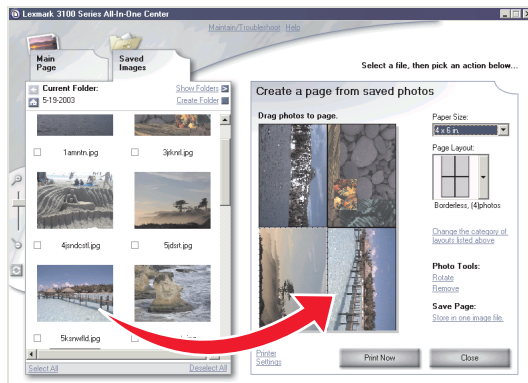 Lexmark 3100 Series All-In-One Center
Maintain/Troubleshoot Help
Main
Page
Saved
Images
Select a file, then pick an action below...
Current Folder:
Show Folders
5-19-2003
Create Folder
1amntn.jpg
3jrknrl.jpg
4jsndcstl.jpg
5jdsrt.jpg
5ksnwfld.jpg
Select All
Deselect All
Create a page from saved photos
Drag photos to page.
Paper Size:
4 x 6 in.
Page Layout:
Borderless, (4)photos
Change the category of
layouts listed above
Photo Tools:
Rotate
Remove
Save Page:
Store in one image file.
Printer
Settings
Print Now
Close